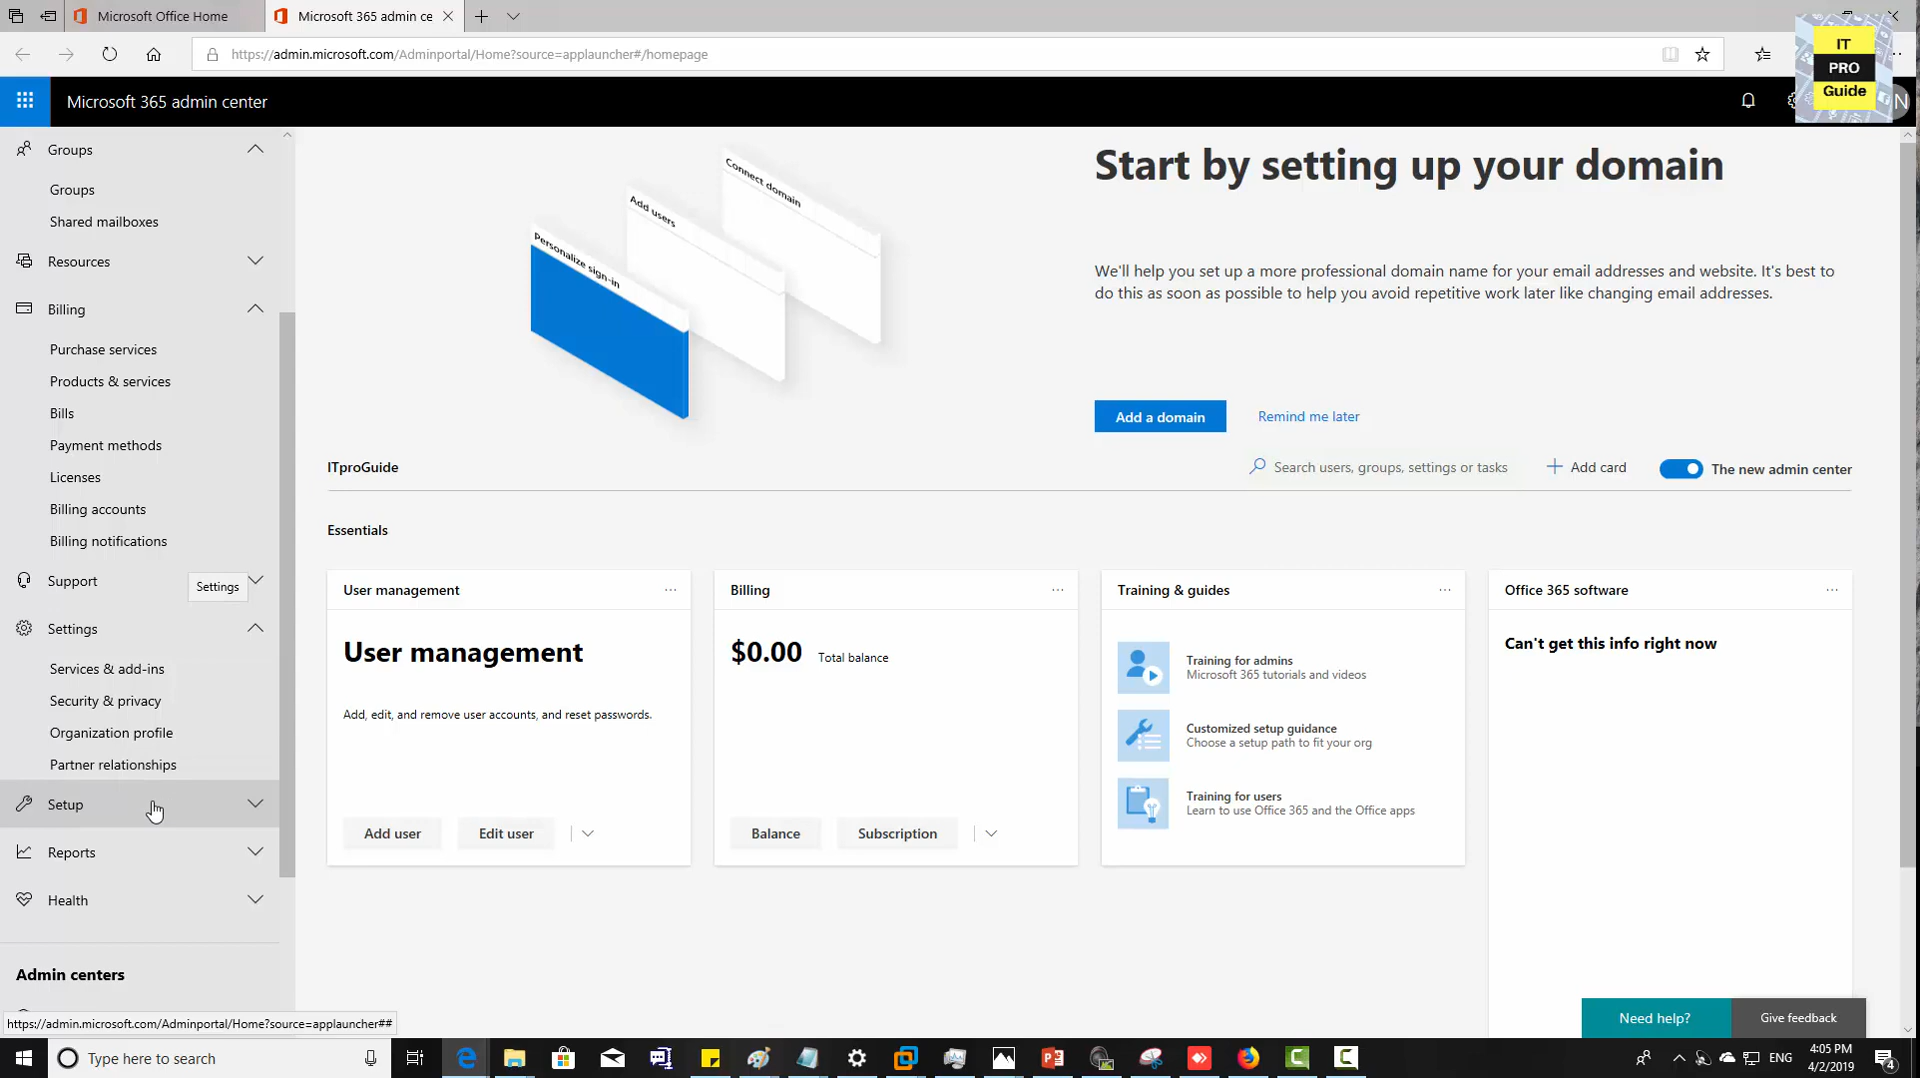 Microsoft Office Home
Microsoft 365 admin ce
https://admin.microsoft.com/Adminportal/Home?source=applauncher#/homepage
IT
PRO
Guide
Microsoft 365 admin center
N
Groups
Groups
Shared mailboxes
Resources
Billing
Purchase services
Products & services
Bills
Payment methods
Licenses
Billing accounts
Billing notifications
Support
Settings
Settings
Services & add-ins
Security & privacy
Organization profile
Partner relationships
Setup
Reports
Health
Admin centers
https://admin.microsoft.com/Adminportal/Home?source=applauncher##
Connect domain
Add users
Personalize sign-in
Start by setting up your domain
We'll help you set up a more professional domain name for your email addresses and website. It's best to
do this as soon as possible to help you avoid repetitive work later like changing email addresses.
Add a domain
Remind me later
ITproGuide
Search users, groups, settings or tasks
Add card
The new admin center
Essentials
User management
User management
Add, edit, and remove user accounts, and reset passwords.
Add user
Edit user
Billing
$0.00 Total balance
Balance
Subscription
Training & guides
Training for admins
Microsoft 365 tutorials and videos
Customized setup guidance
Choose a setup path to fit your org
Training for users
Learn to use Office 365 and the Office apps
Office 365 software
Can't get this info right now
Need help?
Give feedback
Type here to search
ENG
4:05 PM
4/2/2019
4